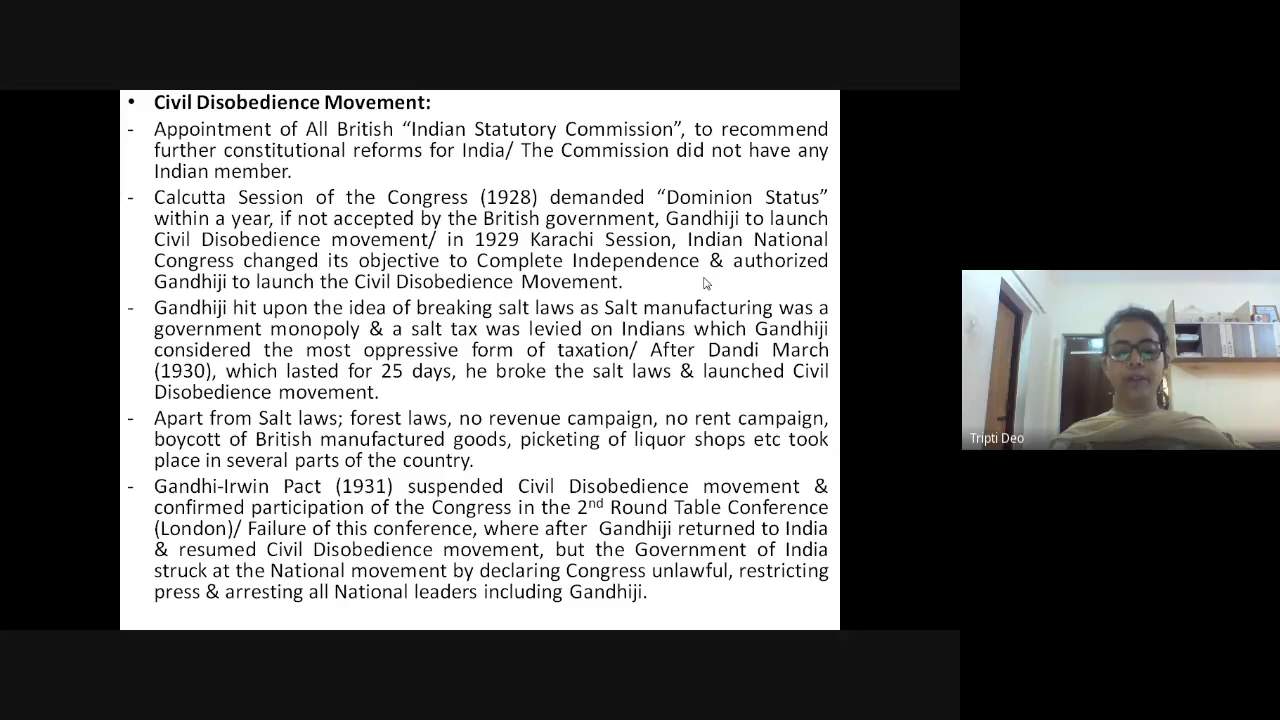 • Civil Disobedience Movement:
- Appointment of All British “Indian Statutory Commission”, to recommend
further constitutional reforms for India/ The Commission did not have any
Indian member.
- Calcutta Session of the Congress (1928) demanded “Dominion Status”
within a year, if not accepted by the British government, Gandhiji to launch
Civil Disobedience movement/ in 1929 Karachi Session, Indian National
Congress changed its objective to Complete Independence & authorized
Gandhiji to launch the Civil Disobedience Movement.
- Gandhiji hit upon the idea of breaking salt laws as Salt manufacturing was a
government monopoly & a salt tax was levied on Indians which Gandhiji
considered the most oppressive form of taxation/ After Dandi March
(1930), which lasted for 25 days, he broke the salt laws & launched Civil
Disobedience movement.
- Apart from Salt laws; forest laws, no revenue campaign, no rent campaign,
boycott of British manufactured goods, picketing of liquor shops etc took
place in several parts of the country.
- Gandhi-Irwin Pact (1931) suspended Civil Disobedience movement &
confirmed participation of the Congress in the 2nd Round Table Conference
(London)/ Failure of this conference, where after Gandhiji returned to India
& resumed Civil Disobedience movement, but the Government of India
struck at the National movement by declaring Congress unlawful, restricting
press & arresting all National leaders including Gandhiji.
Tripti Deo